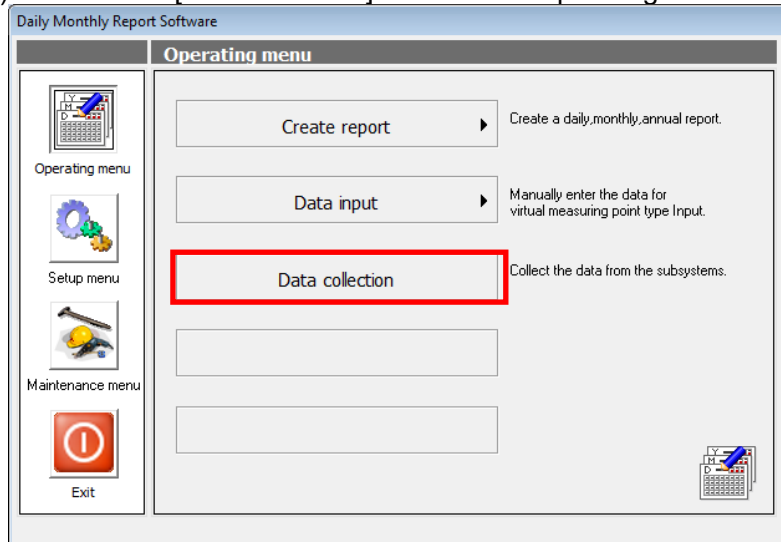 Daily Monthly Report Software
Operating menu
Operating menu
Setup menu
Maintenance menu
Exit
Create report
Create a daily,monthly,annual report.
Data input
Manually enter the data for
virtual measuring point type Input.
Data collection
Collect the data from the subsystems.